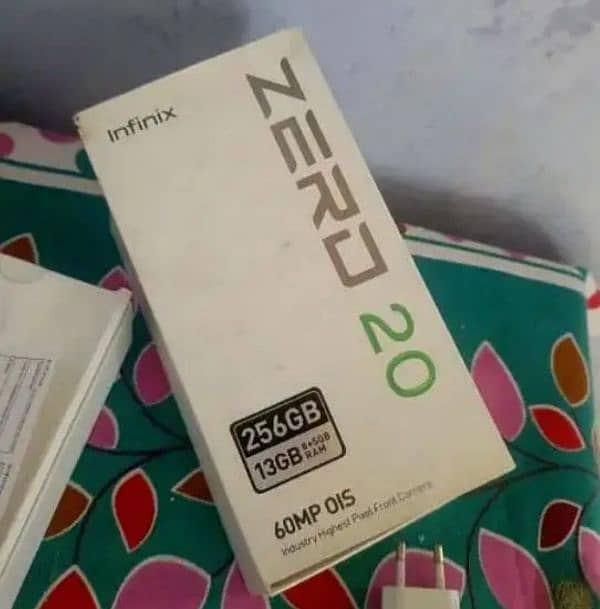 Infinix
ZERO 20
256GB
13GB 8+5GB RAM
60MP OIS
Industry Highest Pixel Front Camera